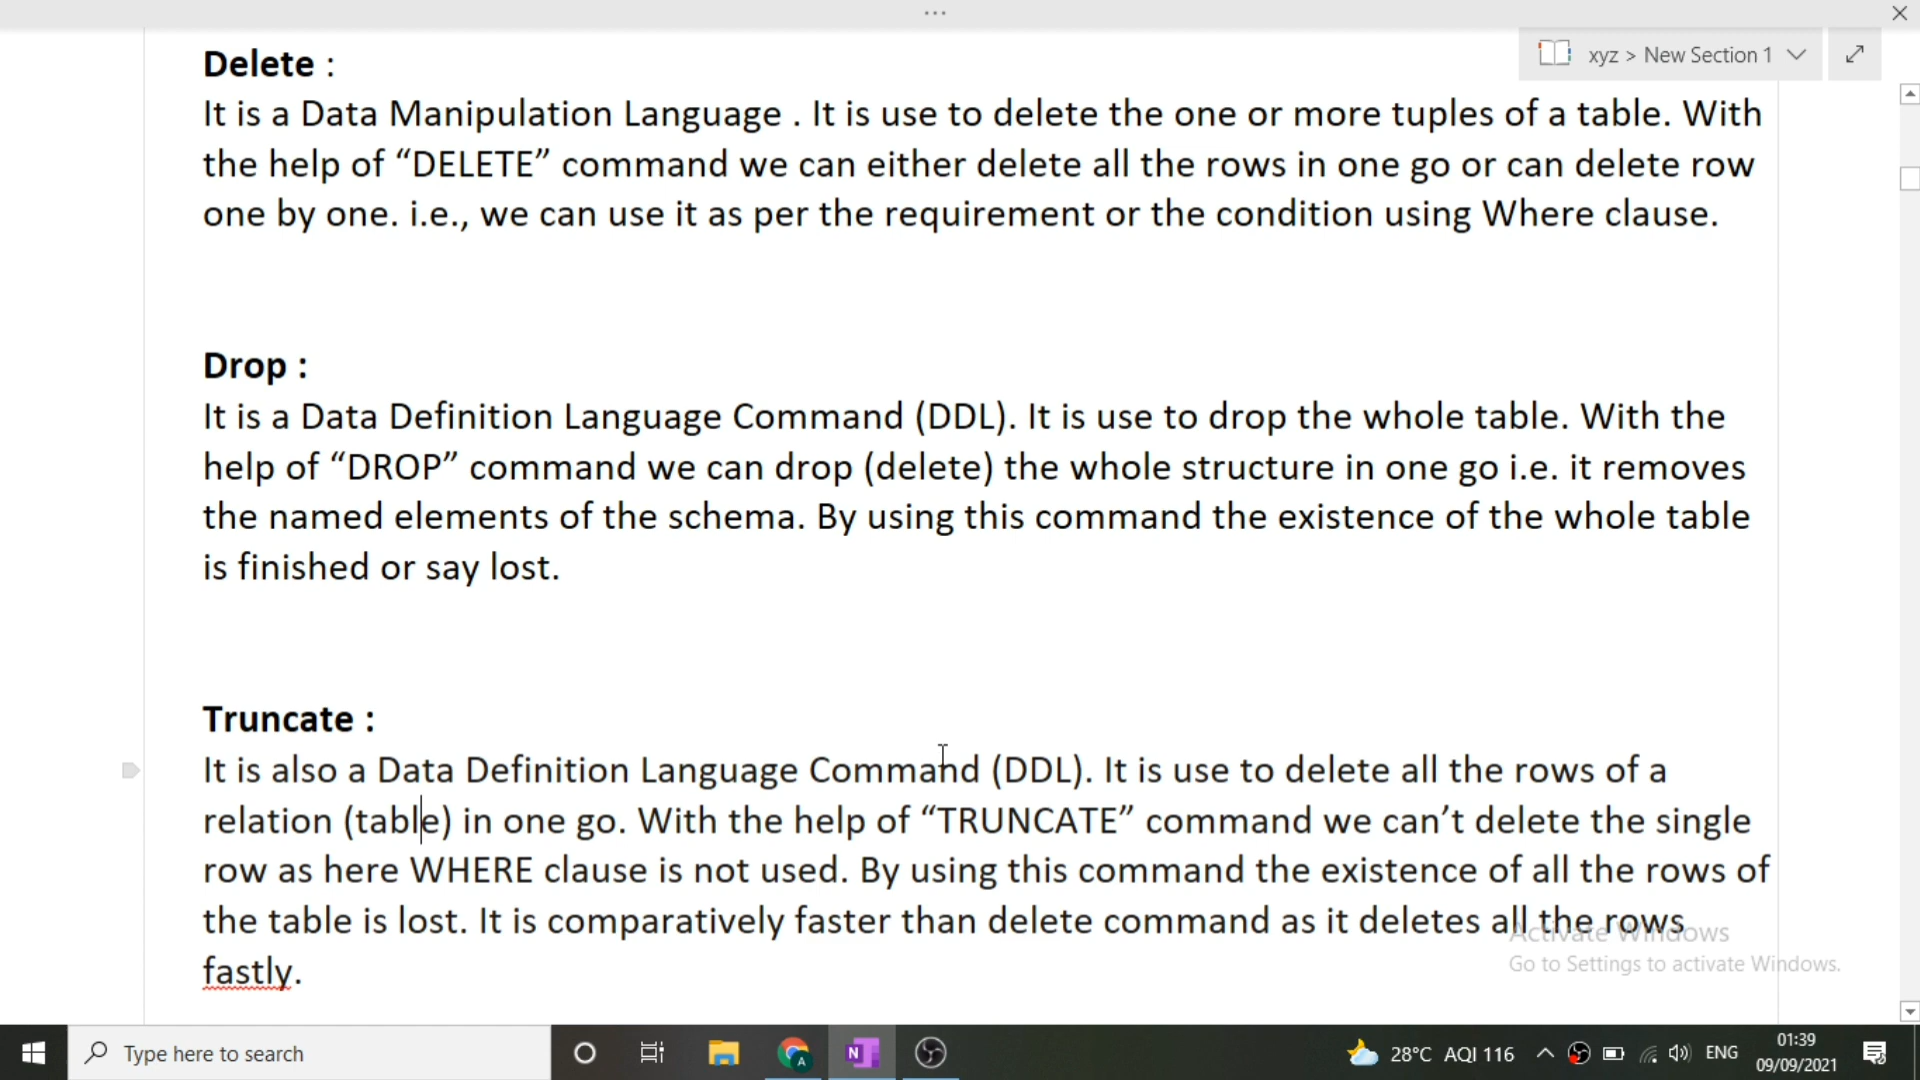 ...
xyz > New Section 1
Delete :
It is a Data Manipulation Language . It is use to delete the one or more tuples of a table. With
the help of “DELETE” command we can either delete all the rows in one go or can delete row
one by one. i.e., we can use it as per the requirement or the condition using Where clause.
Drop :
It is a Data Definition Language Command (DDL). It is use to drop the whole table. With the
help of “DROP” command we can drop (delete) the whole structure in one go i.e. it removes
the named elements of the schema. By using this command the existence of the whole table
is finished or say lost.
Truncate :
It is also a Data Definition Language Command (DDL). It is use to delete all the rows of a
relation (table) in one go. With the help of “TRUNCATE” command we can’t delete the single
row as here WHERE clause is not used. By using this command the existence of all the rows of
the table is lost. It is comparatively faster than delete command as it deletes all the rows
fastly.
Activate Windows
Go to Settings to activate Windows.
Type here to search
A
N
28°C AQI 116
ENG
01:39
09/09/2021